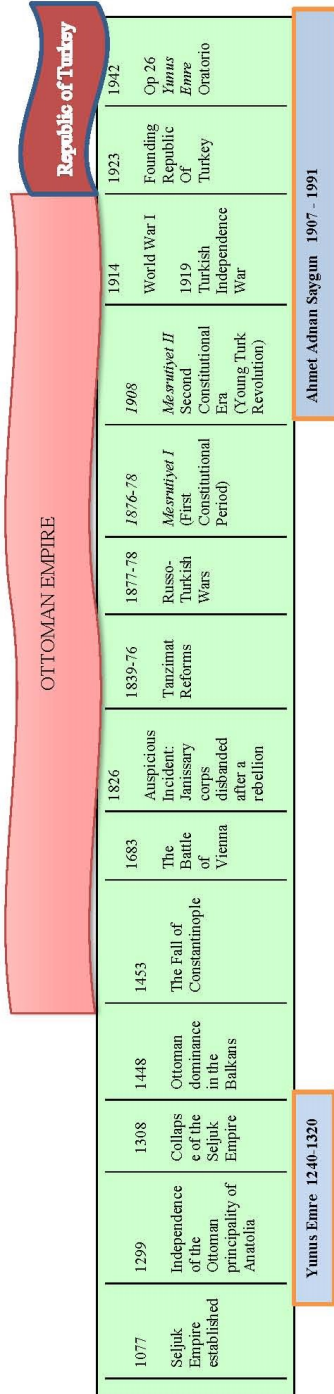 OTTOMAN EMPIRE
Republic of Turkey
1077
Seljuk
Empire
established
1299
Independence
of the
Ottoman
principality of
Anatolia
1308
Collaps
e of the
Seljuk
Empire
1448
Ottoman
dominance
in the
Balkans
1453
The Fall of
Constantinople
1683
The
Battle
of
Vienna
1826
Auspicious
Incident:
Janissary
corps
disbanded
after a
rebellion
1839-76
Tanzimat
Reforms
1877-78
Russo-
Turkish
Wars
1876-78
Mesrutiyet I
(First
Constitutional
Period)
1908
Mesrutiyet II
Second
Constitutional
Era
(Young Turk
Revolution)
1914
World War I
1919
Turkish
Independence
War
1923
Founding
Republic
Of
Turkey
1942
Op 26
Yunus
Emre
Oratorio
Yunus Emre 1240-1320
Ahmet Adnan Saygun 1907 - 1991